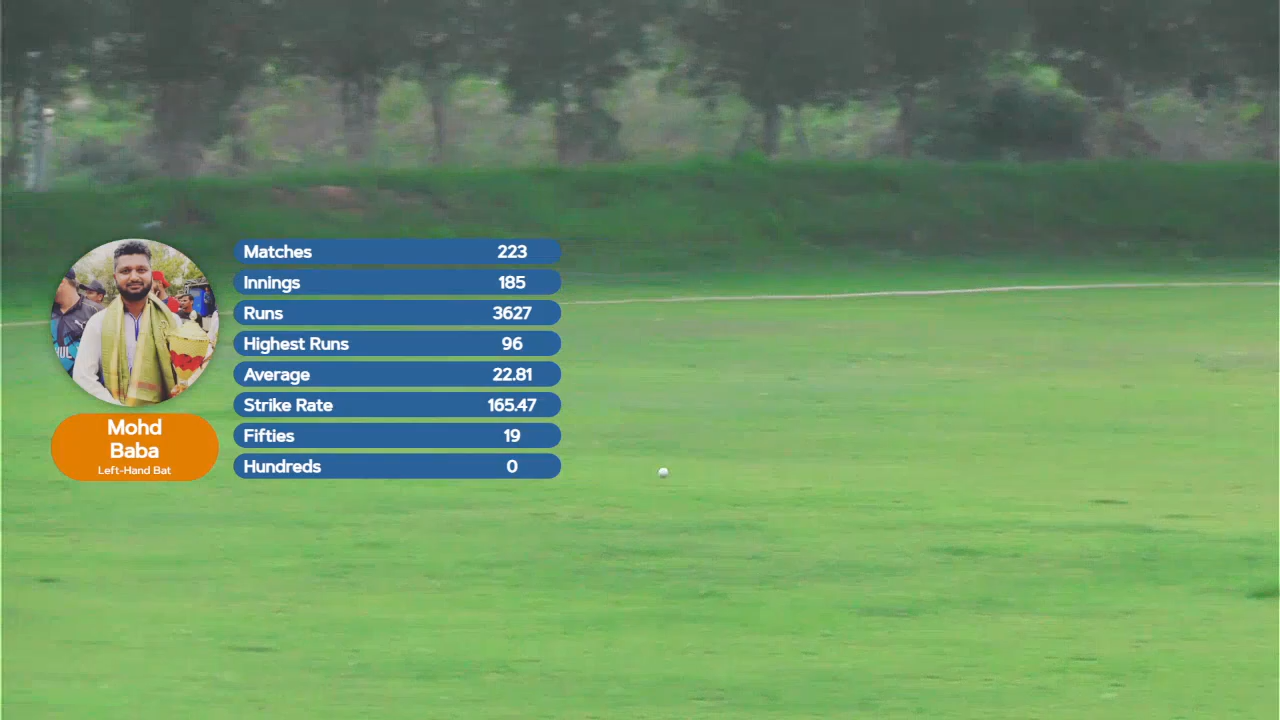 Matches 223
Innings 185
Runs 3627
Highest Runs 96
Average 22.81
Strike Rate 165.47
Fifties 19
Hundreds 0
Mohd
Baba
Left-Hand Bat